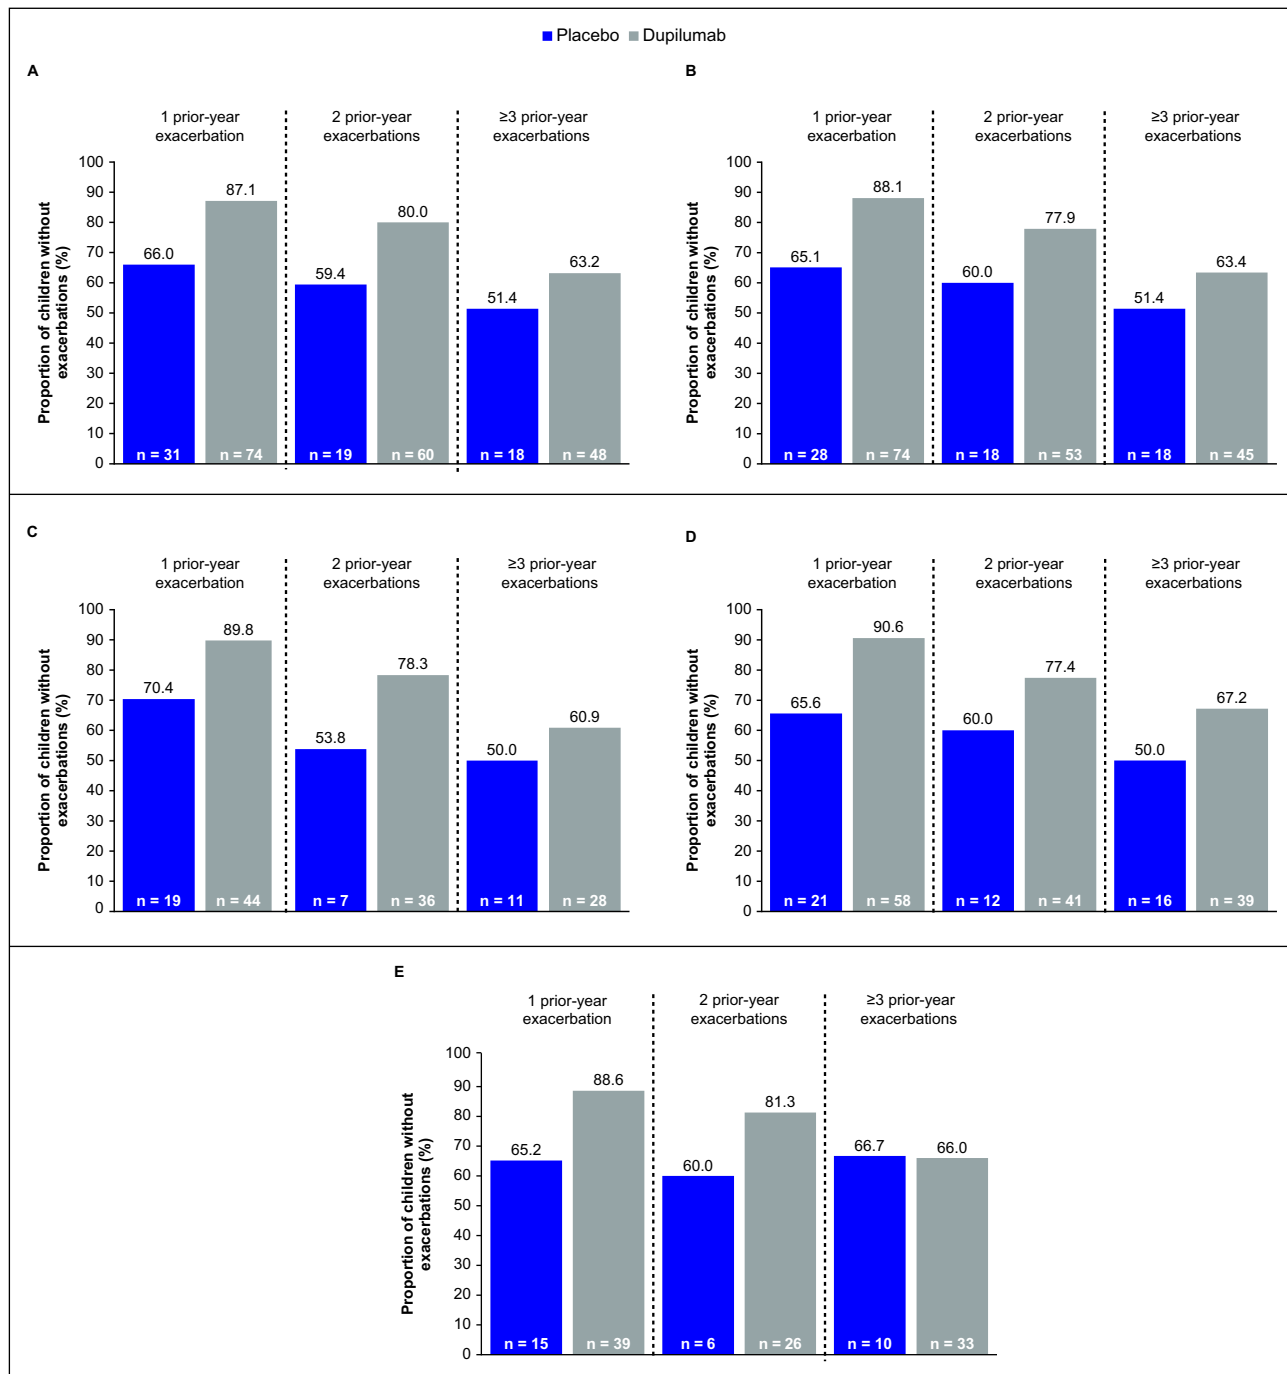 Placebo Dupilumab
A
1 prior-year
exacerbation
2 prior-year
exacerbations
≥3 prior-year
exacerbations
Proportion of children without
exacerbations (%)
100
90
80
70
60
50
40
30
20
10
0
66.0
87.1
59.4
80.0
51.4
63.2
n = 31
n = 74
n = 19
n = 60
n = 18
n = 48
B
1 prior-year
exacerbation
2 prior-year
exacerbations
≥3 prior-year
exacerbations
Proportion of children without
exacerbations (%)
100
90
80
70
60
50
40
30
20
10
0
65.1
88.1
60.0
77.9
51.4
63.4
n = 28
n = 74
n = 18
n = 53
n = 18
n = 45
C
1 prior-year
exacerbation
2 prior-year
exacerbations
≥3 prior-year
exacerbations
Proportion of children without
exacerbations (%)
100
90
80
70
60
50
40
30
20
10
0
70.4
89.8
53.8
78.3
50.0
60.9
n = 19
n = 44
n = 7
n = 36
n = 11
n = 28
D
1 prior-year
exacerbation
2 prior-year
exacerbations
≥3 prior-year
exacerbations
Proportion of children without
exacerbations (%)
100
90
80
70
60
50
40
30
20
10
0
65.6
90.6
60.0
77.4
50.0
67.2
n = 21
n = 58
n = 12
n = 41
n = 16
n = 39
E
1 prior-year
exacerbation
2 prior-year
exacerbations
≥3 prior-year
exacerbations
Proportion of children without
exacerbations (%)
100
90
80
70
60
50
40
30
20
10
0
65.2
88.6
60.0
81.3
66.7
66.0
n = 15
n = 39
n = 6
n = 26
n = 10
n = 33